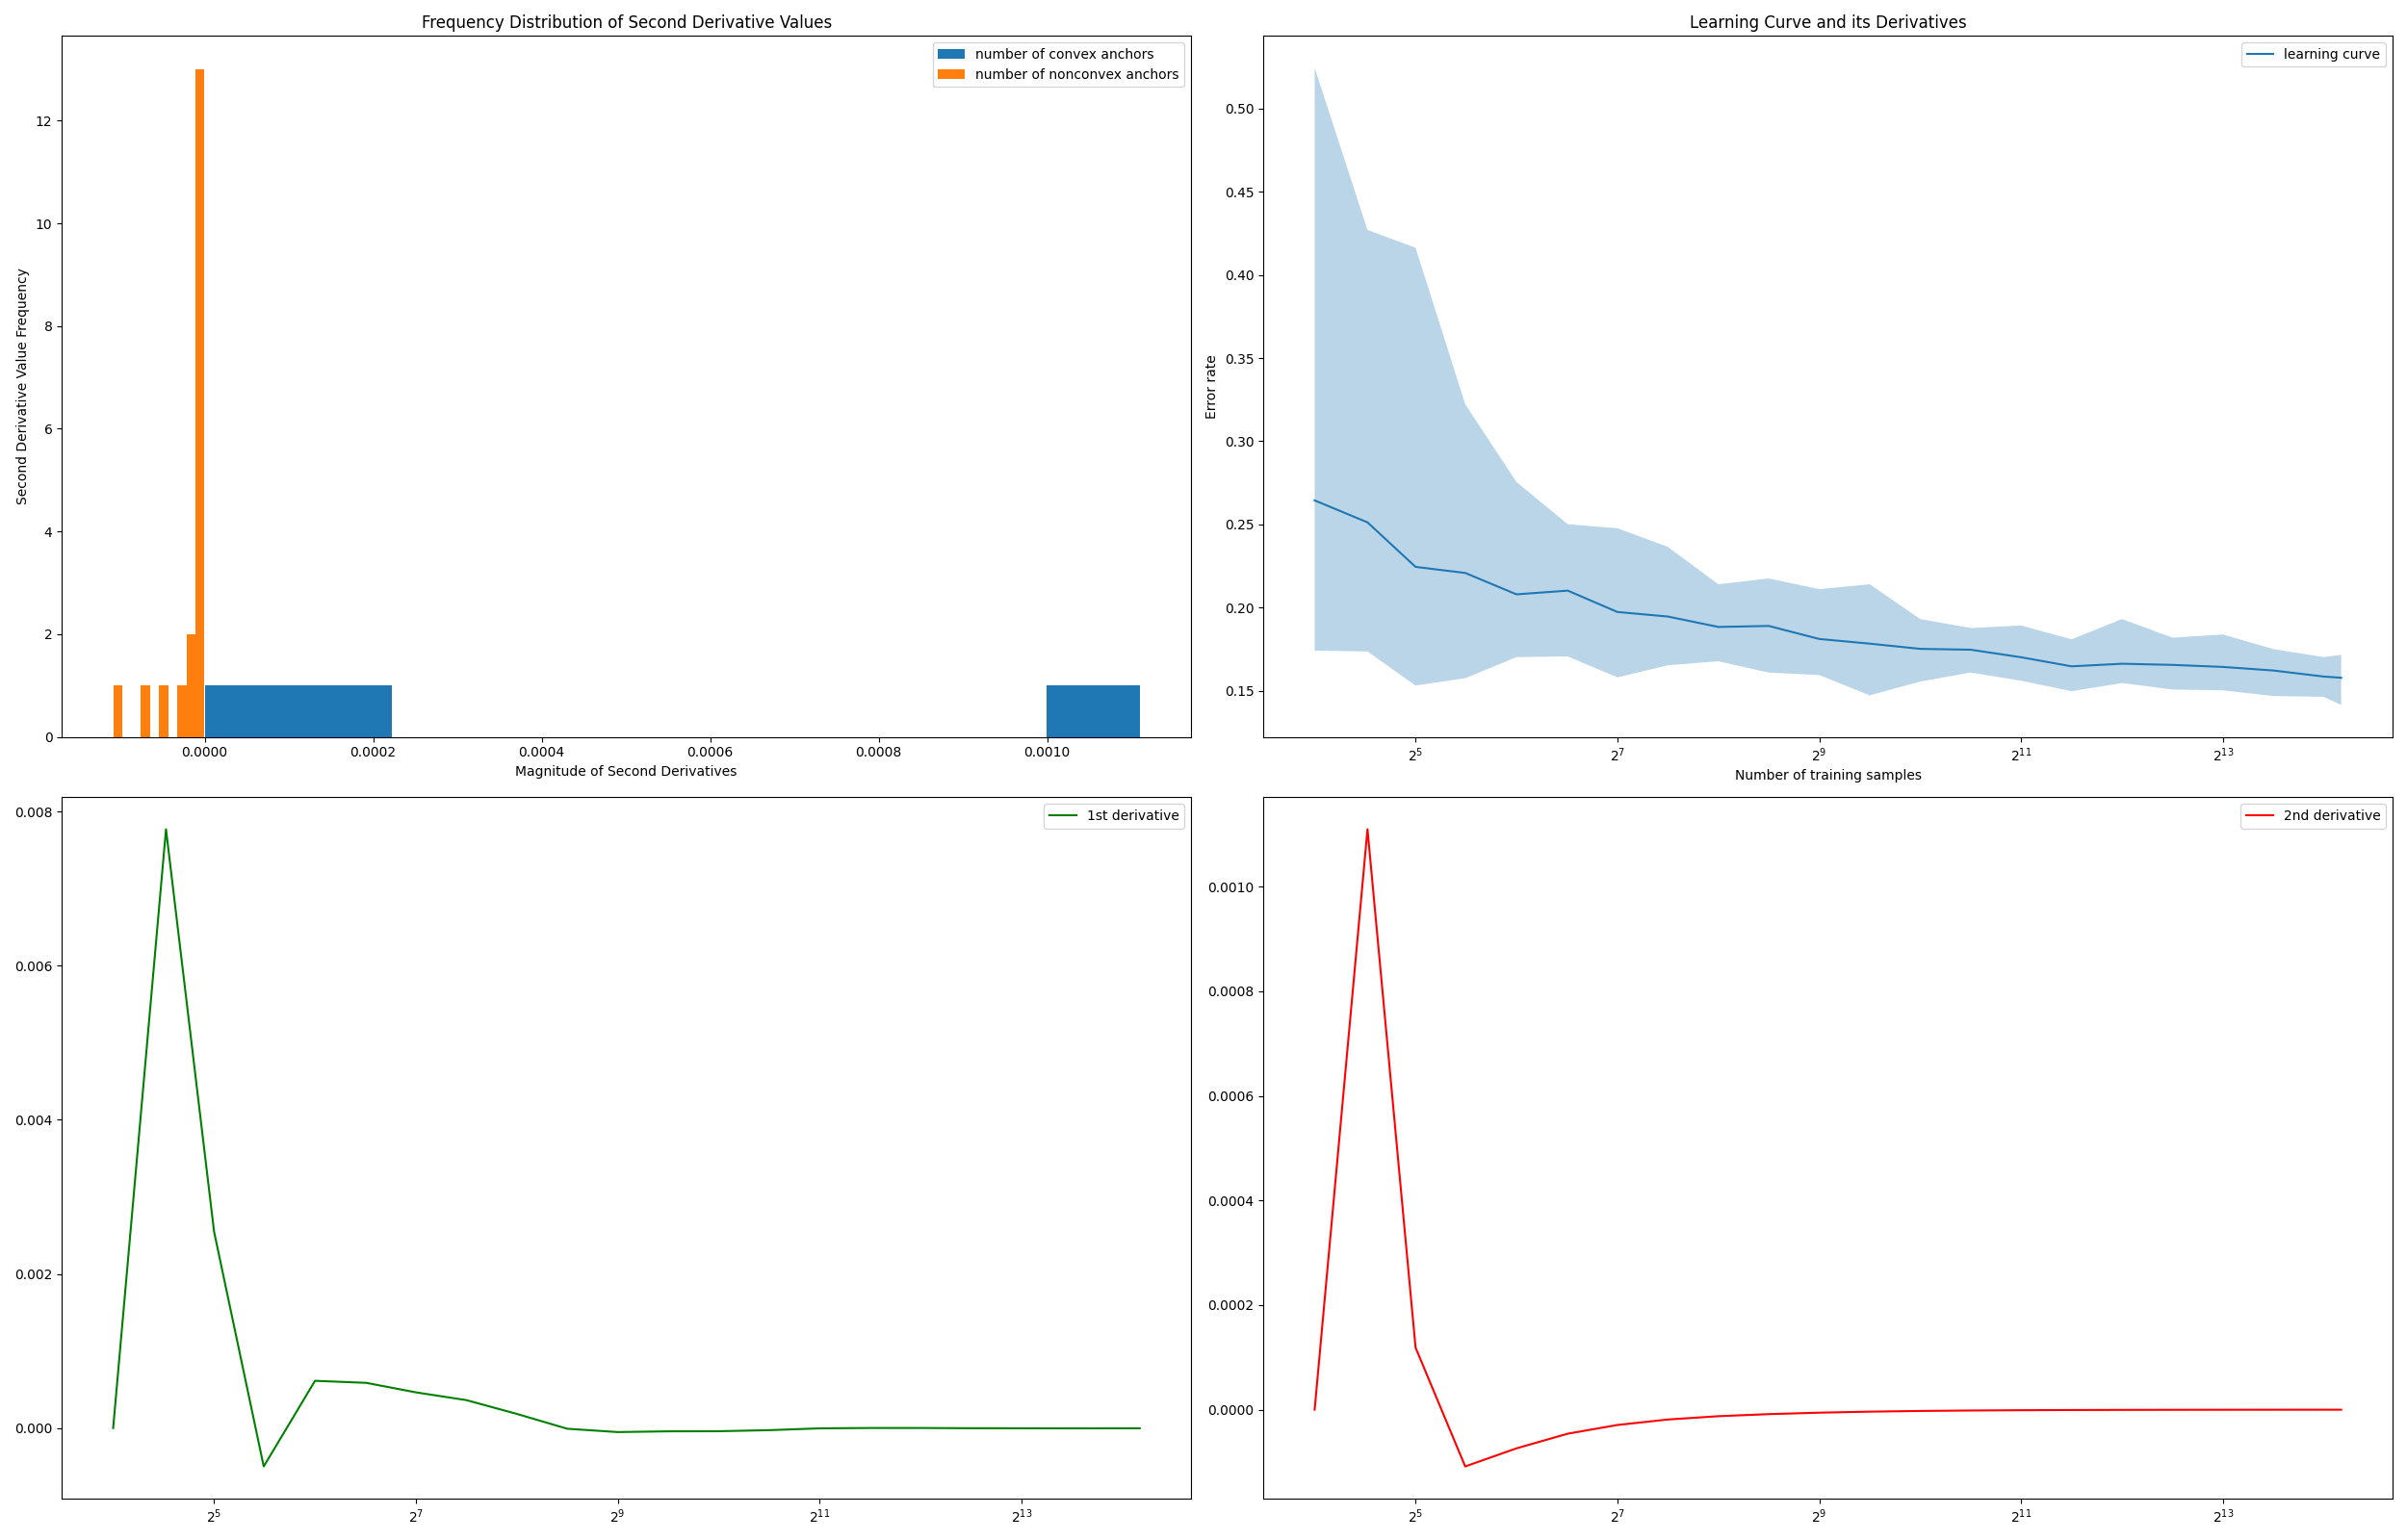 Frequency Distribution of Second Derivative Values
number of convex anchors
number of nonconvex anchors
Second Derivative Value Frequency
12
10
8
6
4
2
0
0.0000 0.0002 0.0004 0.0006 0.0008 0.0010
Magnitude of Second Derivatives
Learning Curve and its Derivatives
learning curve
Error rate
0.50
0.45
0.40
0.35
0.30
0.25
0.20
0.15
2^5 2^7 2^9 2^11 2^13
Number of training samples
1st derivative
0.008
0.006
0.004
0.002
0.000
2^5 2^7 2^9 2^11 2^13
2nd derivative
0.0010
0.0008
0.0006
0.0004
0.0002
0.0000
2^5 2^7 2^9 2^11 2^13